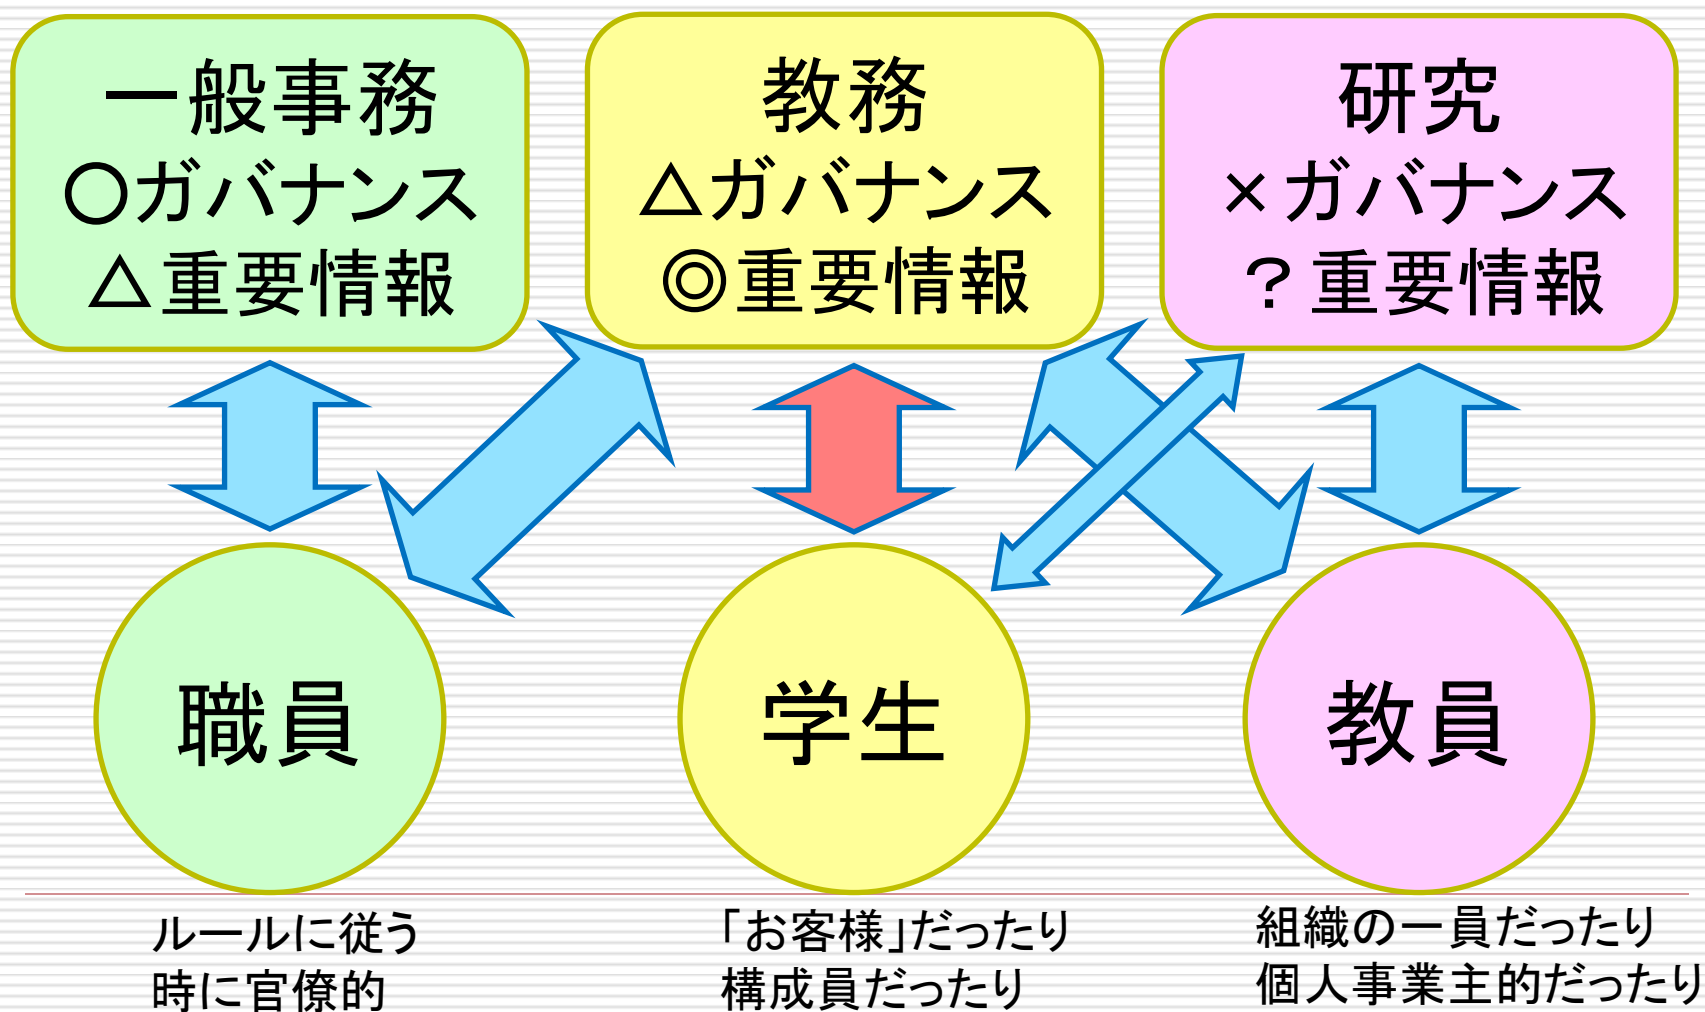 一般事務
○ガバナンス
△重要情報
教務
△ガバナンス
◎重要情報
研究
×ガバナンス
？重要情報
職員
学生
教員
ルールに従う
時に官僚的
「お客様」だったり
構成員だったり
組織の一員だったり
個人事業主的だったり